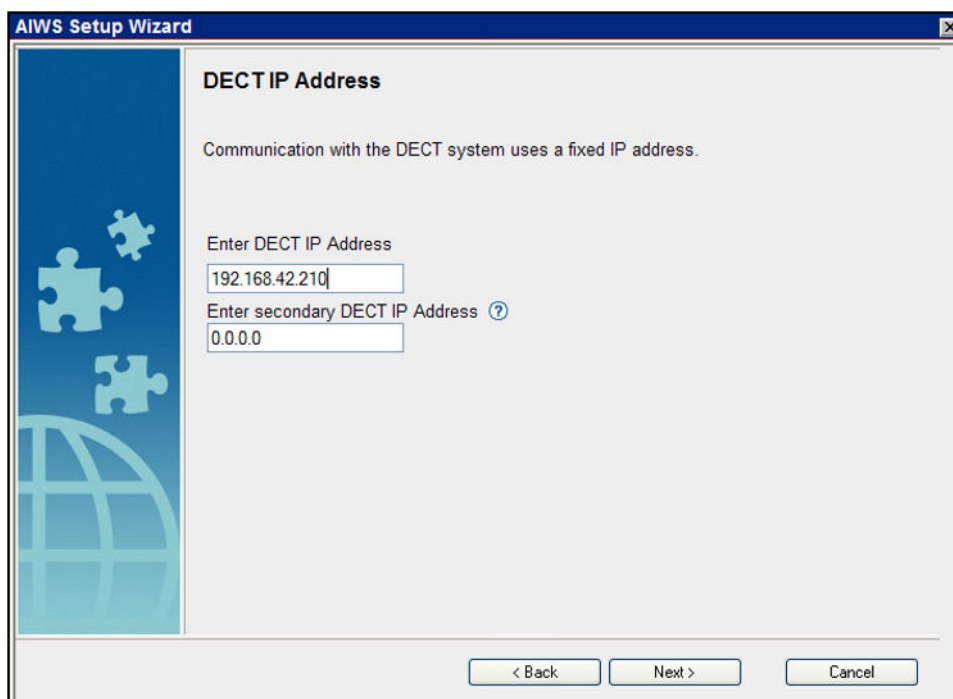 AIWS Setup Wizard
DECT IP Address
Communication with the DECT system uses a fixed IP address.
Enter DECT IP Address
192.168.42.210
Enter secondary DECT IP Address ?
0.0.0.0
< Back Next > Cancel